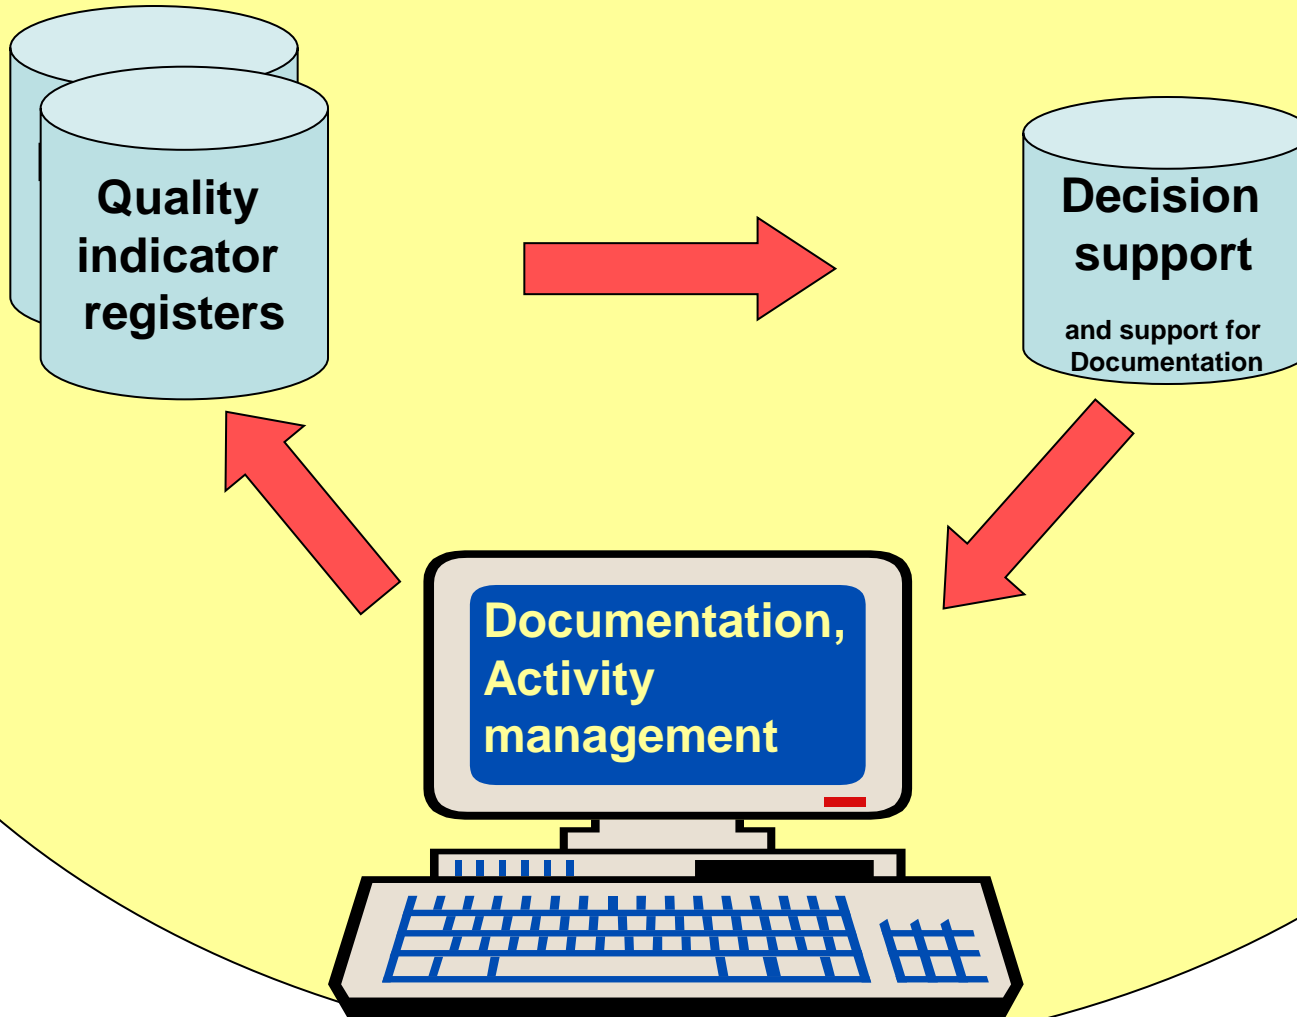 Quality
indicator
registers
Decision
support
and support for
Documentation
Documentation,
Activity
management